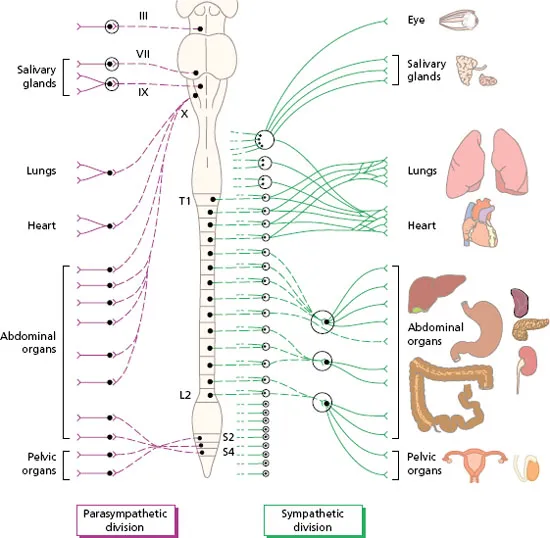 III
Eye
VII
Salivary
glands
Salivary
glands
IX
X
Lungs
Lungs
T1
Heart
Heart
Abdominal
organs
Abdominal
organs
L2
S2
S4
Pelvic
organs
Pelvic
organs
Parasympathetic
division
Sympathetic
division